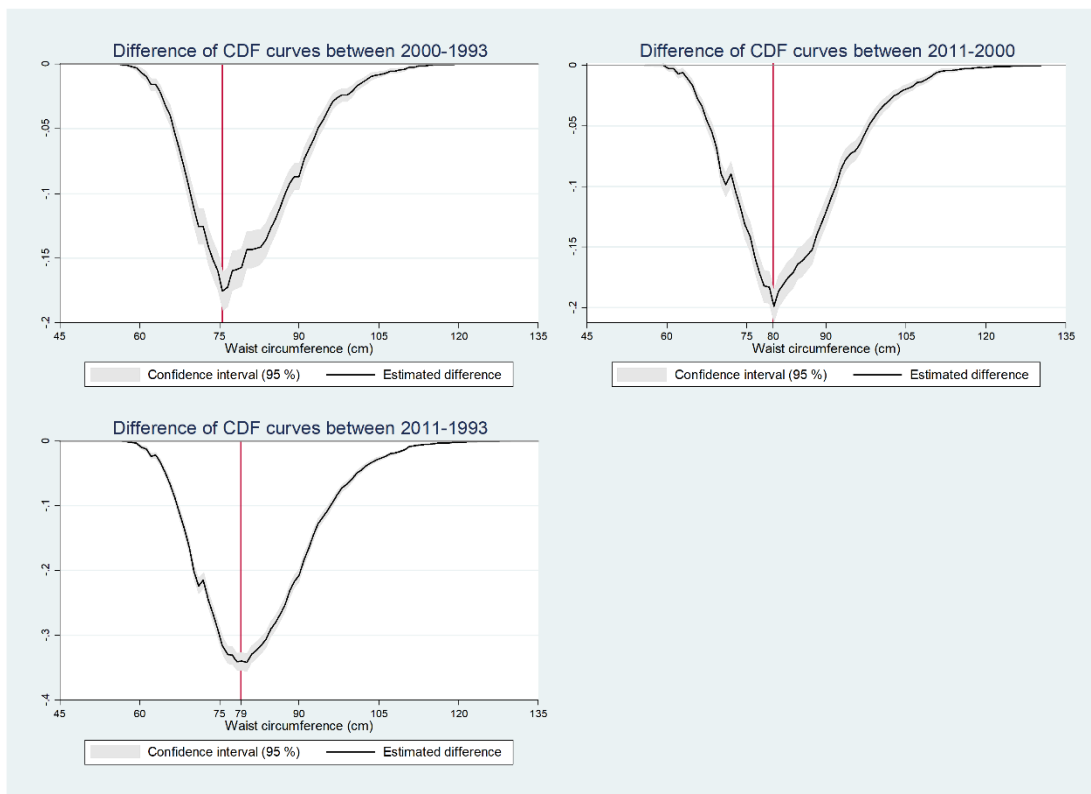 Difference of CDF curves between 2000-1993
0
-.05
-.1
-.15
-.2
45 60 75 90 105 120 135
Waist circumference (cm)
Confidence interval (95 %) Estimated difference
Difference of CDF curves between 2011-2000
0
-.05
-.1
-.15
-.2
45 60 75 80 90 105 120 135
Waist circumference (cm)
Confidence interval (95 %) Estimated difference
Difference of CDF curves between 2011-1993
0
-.1
-.2
-.3
-.4
45 60 75 79 90 105 120 135
Waist circumference (cm)
Confidence interval (95 %) Estimated difference